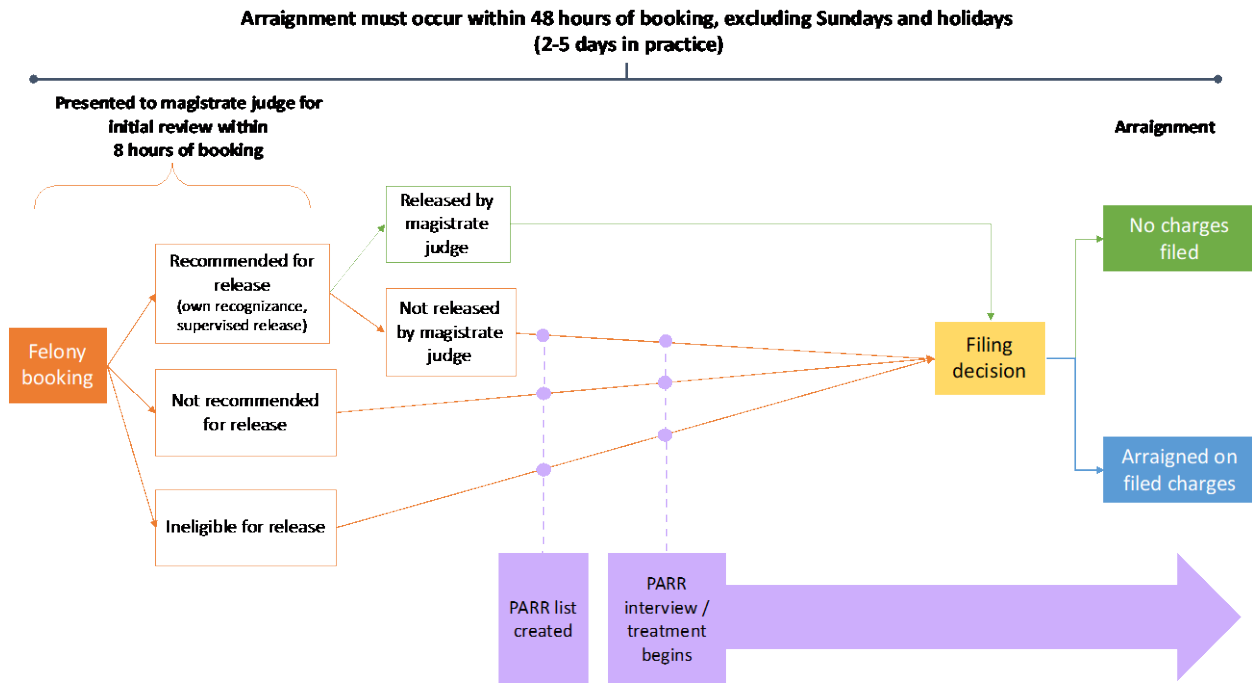 Arraignment must occur within 48 hours of booking, excluding Sundays and holidays
(2-5 days in practice)
Presented to magistrate judge for
initial review within
8 hours of booking
Arraignment
Released by
magistrate
judge
No charges
filed
Recommended for
release
(own recognizance,
supervised release)
Not released
by magistrate
judge
Felony
booking
Filing
decision
Not recommended
for release
Arraigned on
filed charges
Ineligible for release
PARR list
created
PARR
interview /
treatment
begins